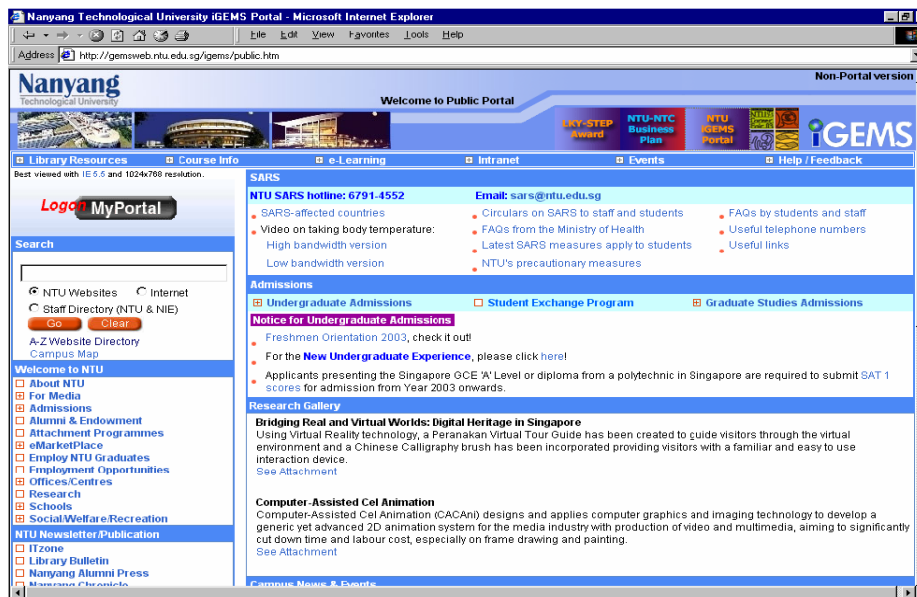 Nanyang Technological University iGEMS Portal - Microsoft Internet Explorer
File Edit View Favorites Tools Help
Address http://gemsweb.ntu.edu.sg/igems/public.htm
Nanyang
Technological University
Welcome to Public Portal
Non-Portal version
LKY-STEP
Award
NTU-NTC
Business
Plan
NTU
iGEMS
Portal
iGEMS
Library Resources Course Info e-Learning Intranet Events Help / Feedback
Best viewed with IE 5.5 and 1024x768 resolution.
Logon MyPortal
Search
NTU Websites Internet
Staff Directory (NTU & NIE)
Go Clear
A-Z Website Directory
Campus Map
Welcome to NTU
About NTU
For Media
Admissions
Alumni & Endowment
Attachment Programmes
eMarketPlace
Employ NTU Graduates
Employment Opportunities
Offices/Centres
Research
Schools
Social/Welfare/Recreation
NTU Newsletter/Publication
ITzone
Library Bulletin
Nanyang Alumni Press
Nanyang Chronicle
SARS
NTU SARS hotline: 6791-4552 Email: sars@ntu.edu.sg
SARS-affected countries Circulars on SARS to staff and students FAQs by students and staff
Video on taking body temperature: FAQs from the Ministry of Health Useful telephone numbers
High bandwidth version Latest SARS measures apply to students Useful links
Low bandwidth version NTU's precautionary measures
Admissions
Undergraduate Admissions Student Exchange Program Graduate Studies Admissions
Notice for Undergraduate Admissions
Freshmen Orientation 2003, check it out!
For the New Undergraduate Experience, please click here!
Applicants presenting the Singapore GCE 'A' Level or diploma from a polytechnic in Singapore are required to submit SAT 1
scores for admission from Year 2003 onwards.
Research Gallery
Bridging Real and Virtual Worlds: Digital Heritage in Singapore
Using Virtual Reality technology, a Peranakan Virtual Tour Guide has been created to guide visitors through the virtual
environment and a Chinese Calligraphy brush has been incorporated providing visitors with a familiar and easy to use
interaction device.
See Attachment
Computer-Assisted Cel Animation
Computer-Assisted Cel Animation (CACAni) designs and applies computer graphics and imaging technology to develop a
generic yet advanced 2D animation system for the media industry with production of video and multimedia, aiming to significantly
cut down time and labour cost, especially on frame drawing and painting.
See Attachment
Campus News & Events